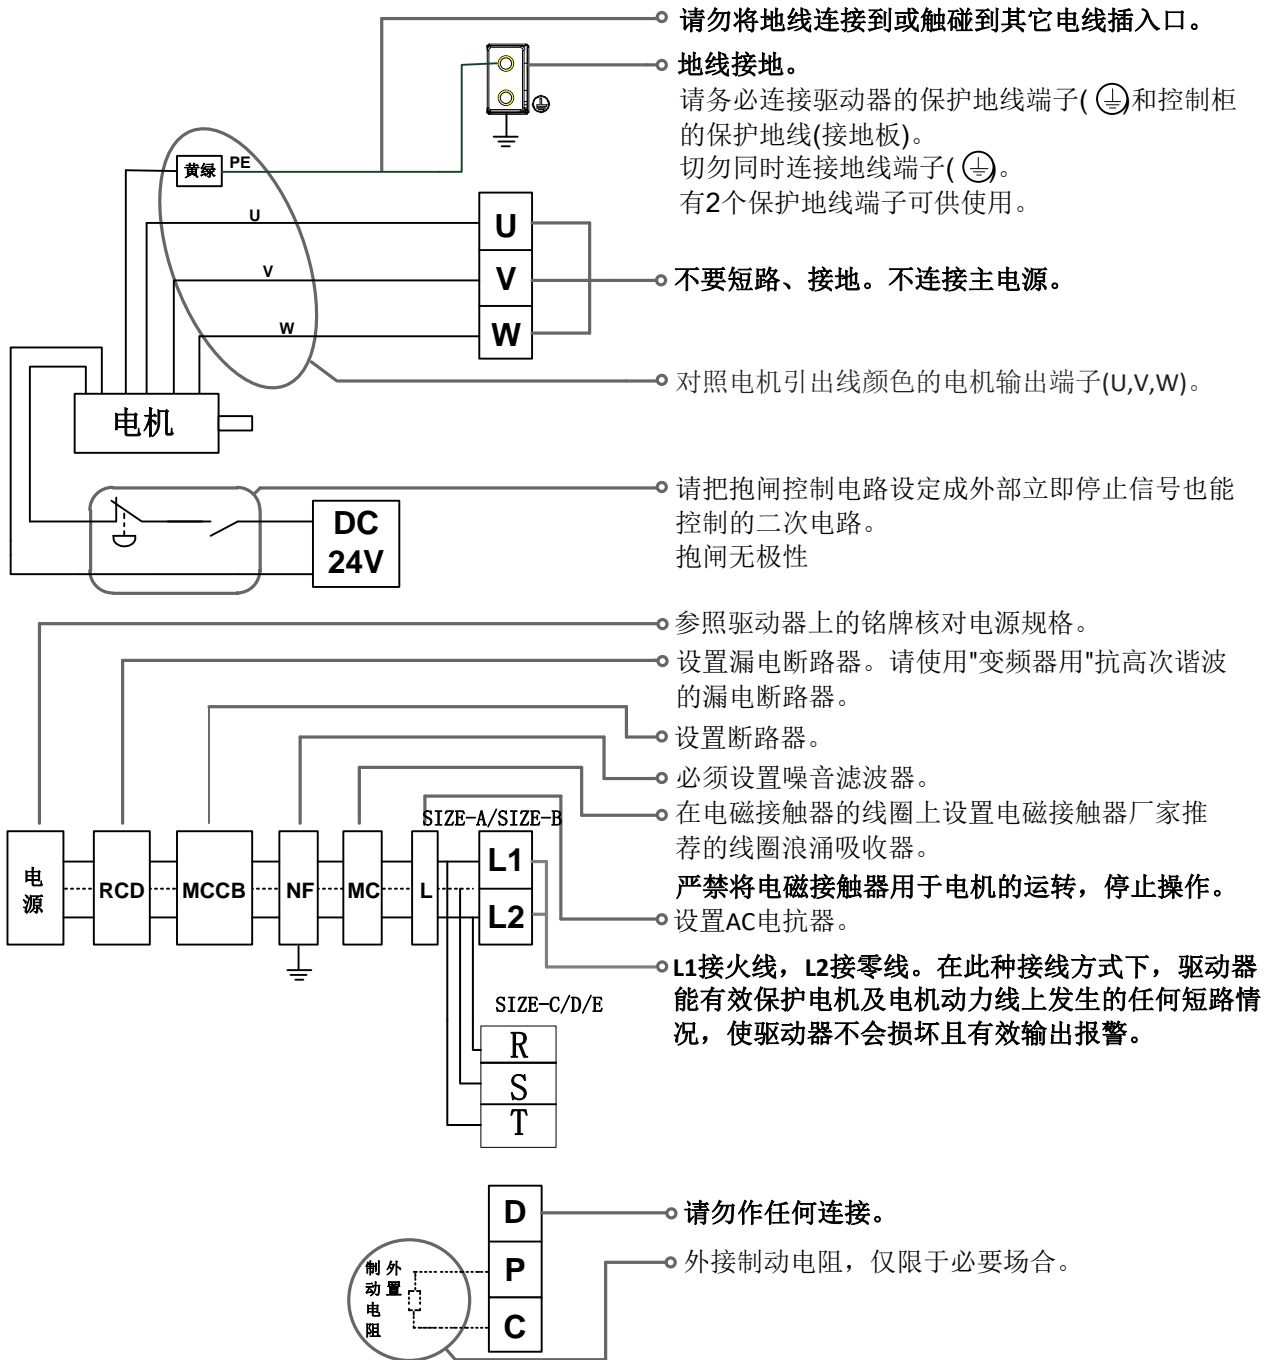 请勿将地线连接到或触碰到其它电线插入口。
地线接地。
请务必连接驱动器的保护地线端子( )和控制柜
的保护地线(接地板)。
切勿同时连接地线端子( )。
有2个保护地线端子可供使用。
黄绿
PE
U
V
W
U
V
W
不要短路、接地。不连接主电源。
对照电机引出线颜色的电机输出端子(U,V,W)。
电机
请把抱闸控制电路设定成外部立即停止信号也能
控制的二次电路。
抱闸无极性
DC
24V
参照驱动器上的铭牌核对电源规格。
设置漏电断路器。请使用"变频器用"抗高次谐波
的漏电断路器。
设置断路器。
必须设置噪音滤波器。
在电磁接触器的线圈上设置电磁接触器厂家推
荐的线圈浪涌吸收器。
严禁将电磁接触器用于电机的运转，停止操作。
设置AC电抗器。
L1接火线，L2接零线。在此种接线方式下，驱动器
能有效保护电机及电机动力线上发生的任何短路情
况，使驱动器不会损坏且有效输出报警。
SIZE-A/SIZE-B
电源
RCD
MCCB
NF
MC
L
L1
L2
SIZE-C/D/E
R
S
T
D
P
C
请勿作任何连接。
外接制动电阻，仅限于必要场合。
外置
制动电阻